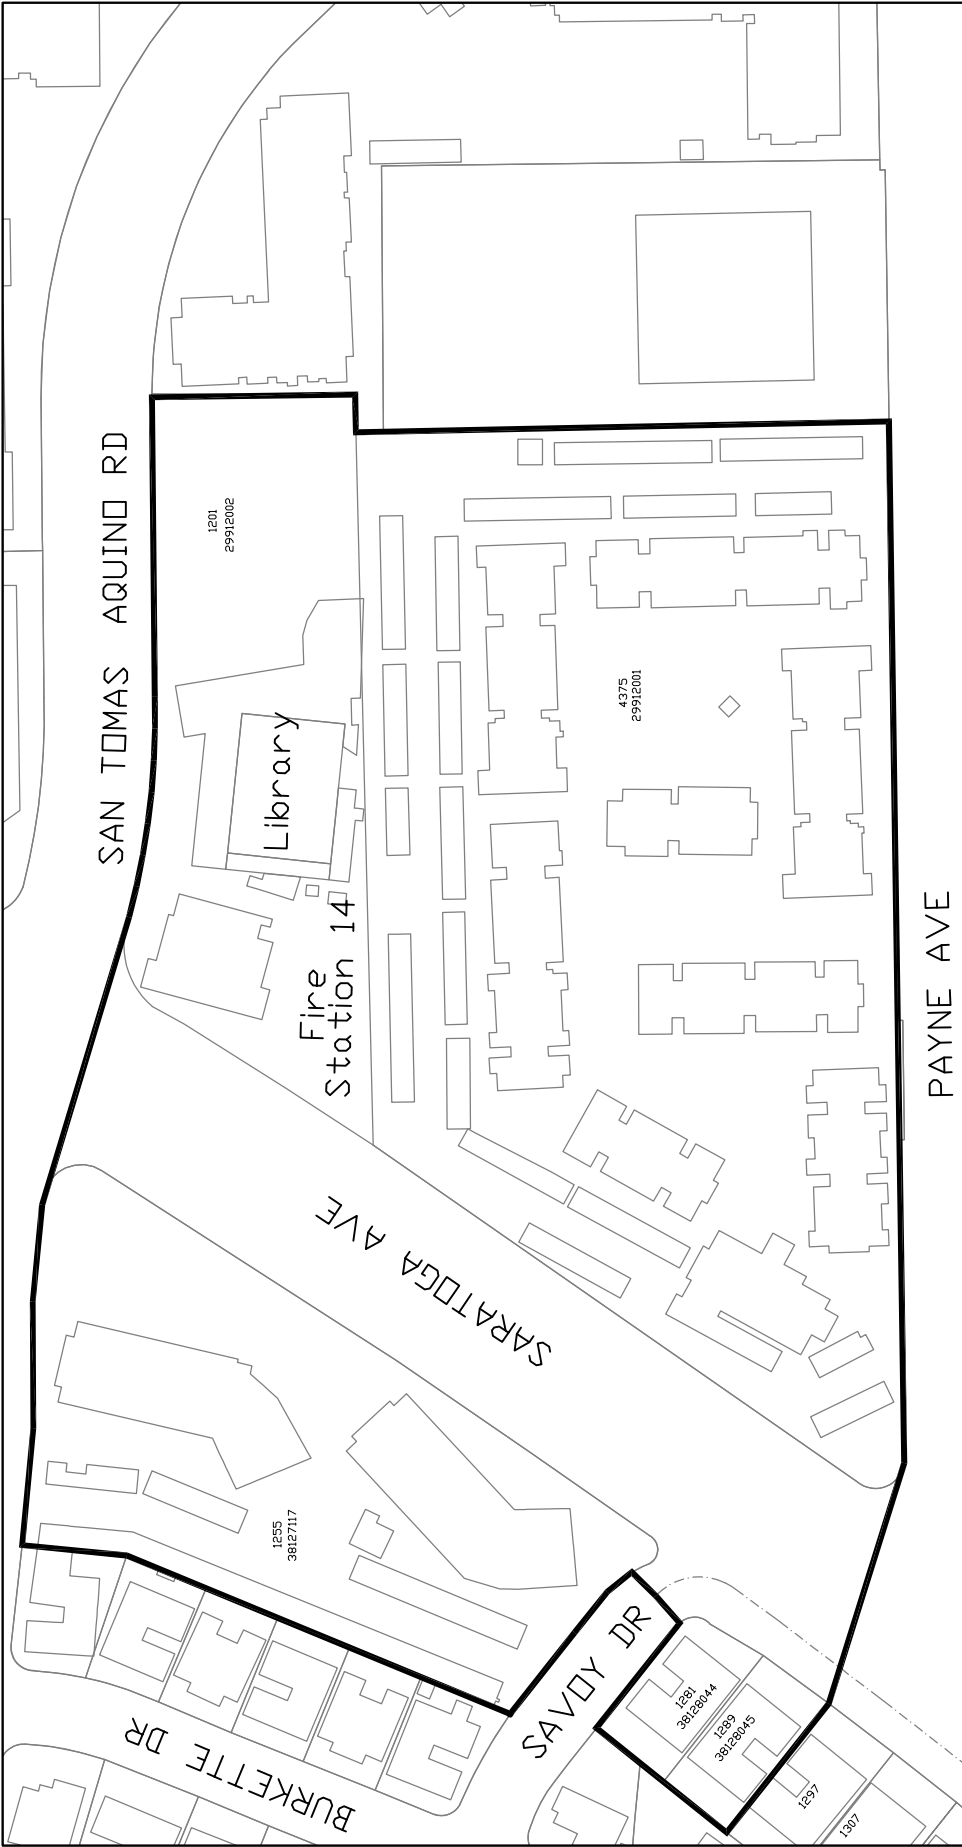 SAN TOMAS AQUINO RD
1201
29912002
4375
29912001
Library
Fire
Station 14
PAYNE AVE
SARATOGA AVE
1255
38127117
SAVOY DR
BURKETTE DR
1281
38128044
1289
38128045
1297
1307